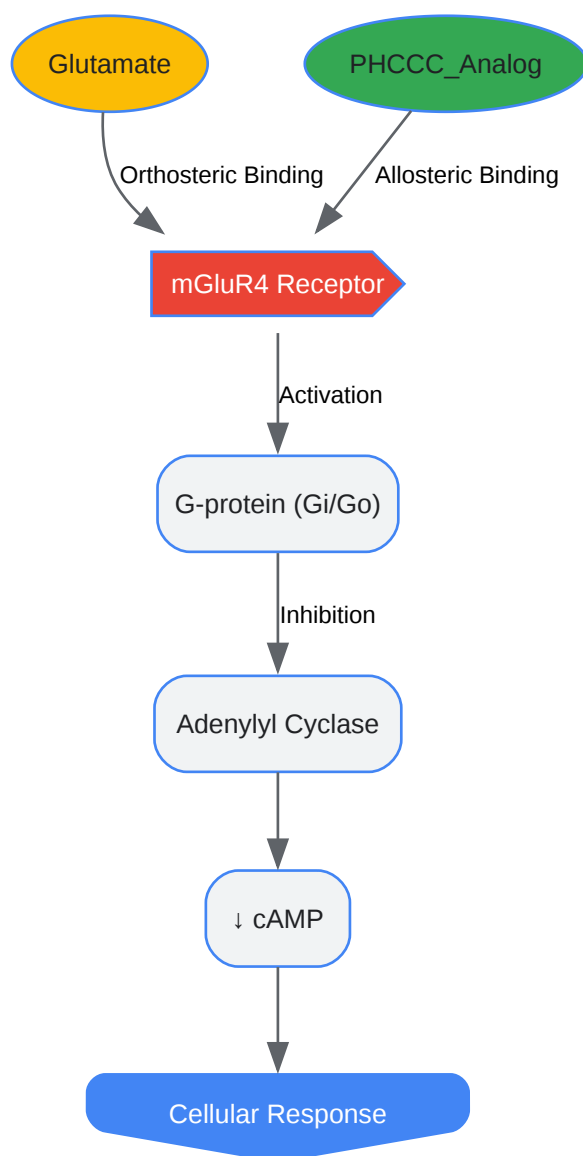 Glutamate
PHCCC_Analog
Orthosteric Binding
Allosteric Binding
mGluR4 Receptor
Activation
G-protein (Gi/Go)
Inhibition
Adenylyl Cyclase
↓ cAMP
Cellular Response